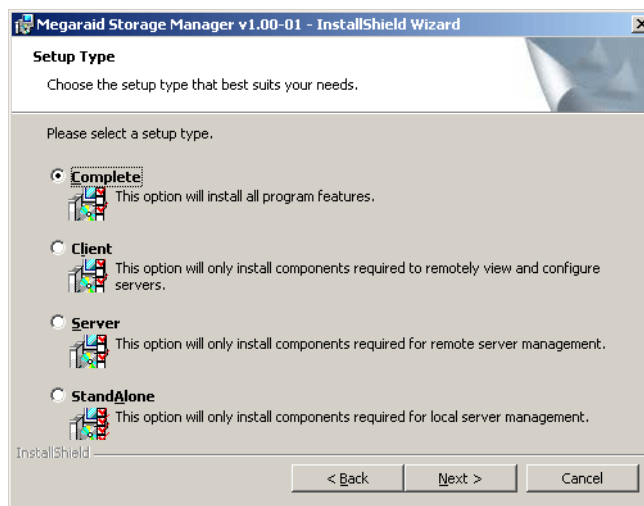 Megaraid Storage Manager v1.00-01 - InstallShield Wizard
Setup Type
Choose the setup type that best suits your needs.
Please select a setup type.
Complete
This option will install all program features.
Client
This option will only install components required to remotely view and configure
servers.
Server
This option will only install components required for remote server management.
StandAlone
This option will only install components required for local server management.
InstallShield
< Back
Next >
Cancel